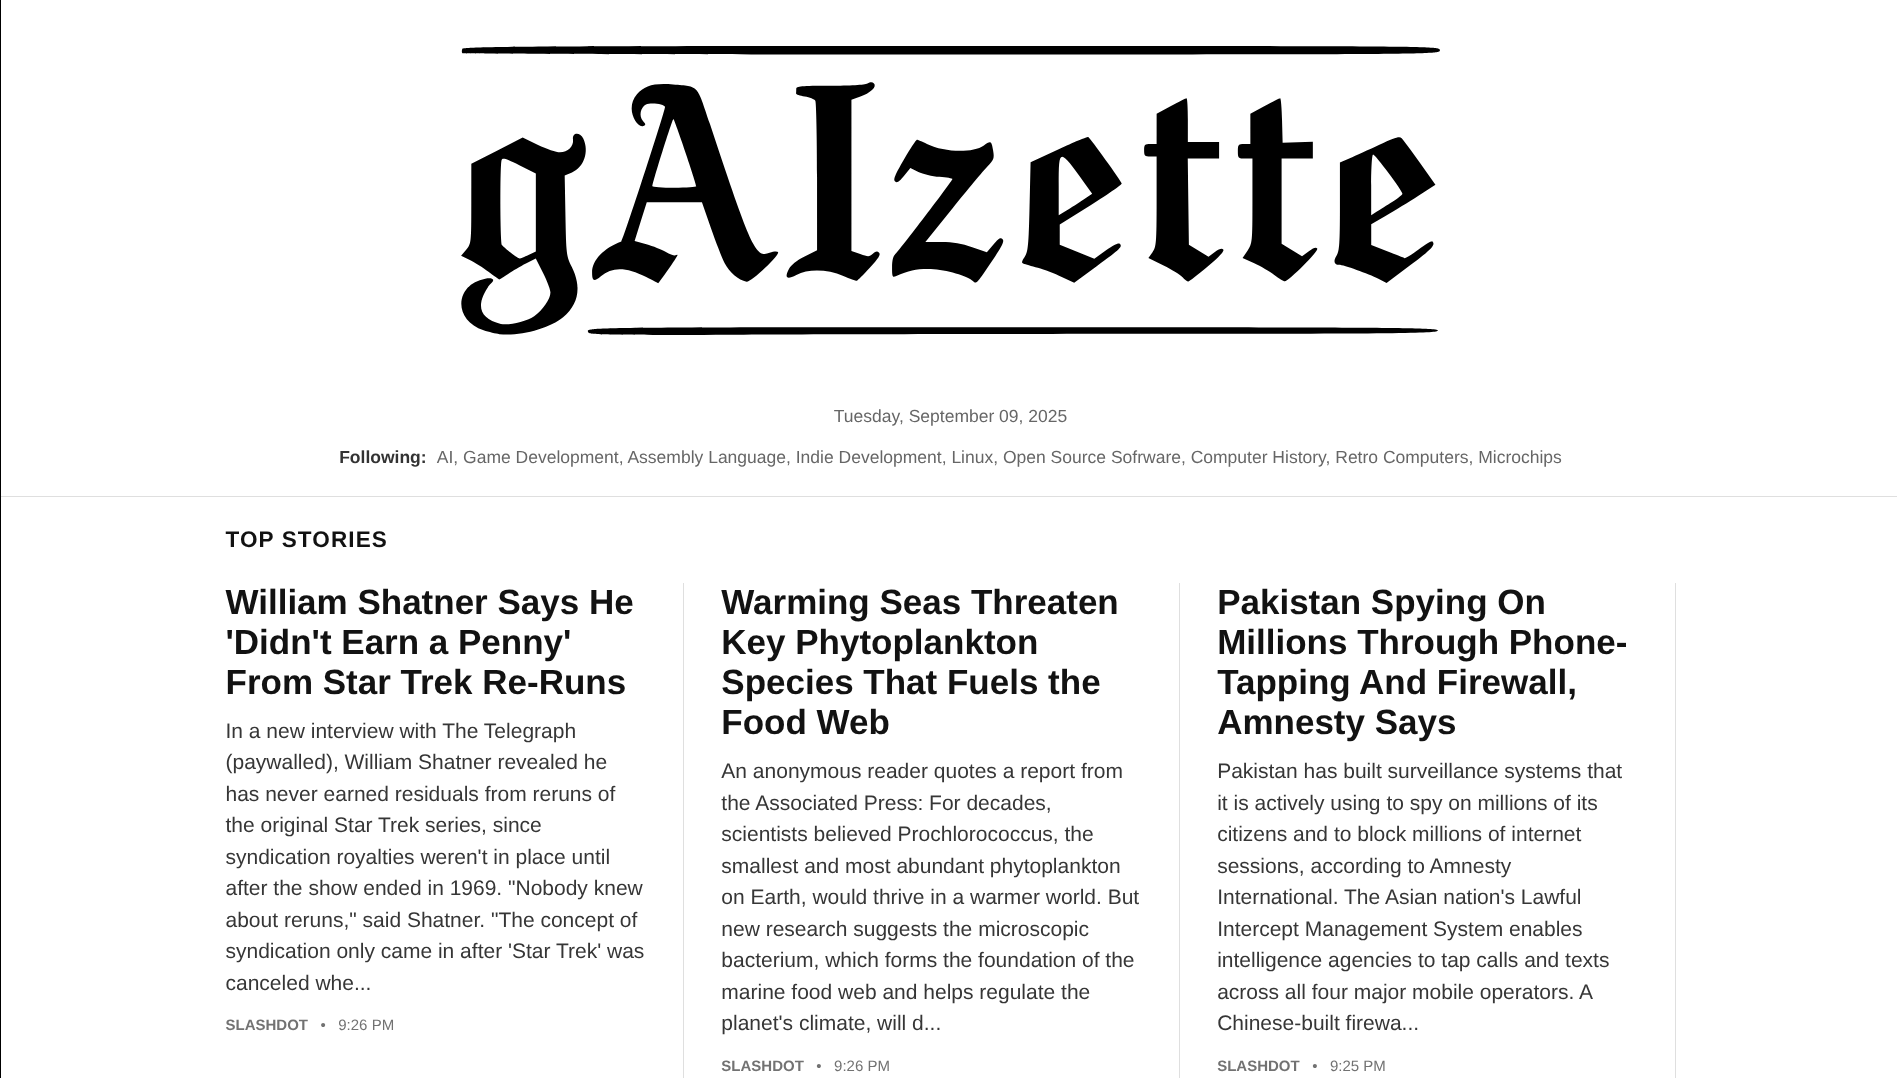 gAIzette
Tuesday, September 09, 2025
Following: AI, Game Development, Assembly Language, Indie Development, Linux, Open Source Sofrware, Computer History, Retro Computers, Microchips
TOP STORIES
William Shatner Says He
'Didn't Earn a Penny'
From Star Trek Re-Runs
In a new interview with The Telegraph
(paywalled), William Shatner revealed he
has never earned residuals from reruns of
the original Star Trek series, since
syndication royalties weren't in place until
after the show ended in 1969. "Nobody knew
about reruns," said Shatner. "The concept of
syndication only came in after 'Star Trek' was
canceled whe...
SLASHDOT • 9:26 PM
Warming Seas Threaten
Key Phytoplankton
Species That Fuels the
Food Web
An anonymous reader quotes a report from
the Associated Press: For decades,
scientists believed Prochlorococcus, the
smallest and most abundant phytoplankton
on Earth, would thrive in a warmer world. But
new research suggests the microscopic
bacterium, which forms the foundation of the
marine food web and helps regulate the
planet's climate, will d...
SLASHDOT • 9:26 PM
Pakistan Spying On
Millions Through Phone-
Tapping And Firewall,
Amnesty Says
Pakistan has built surveillance systems that
it is actively using to spy on millions of its
citizens and to block millions of internet
sessions, according to Amnesty
International. The Asian nation's Lawful
Intercept Management System enables
intelligence agencies to tap calls and texts
across all four major mobile operators. A
Chinese-built firewa...
SLASHDOT • 9:25 PM